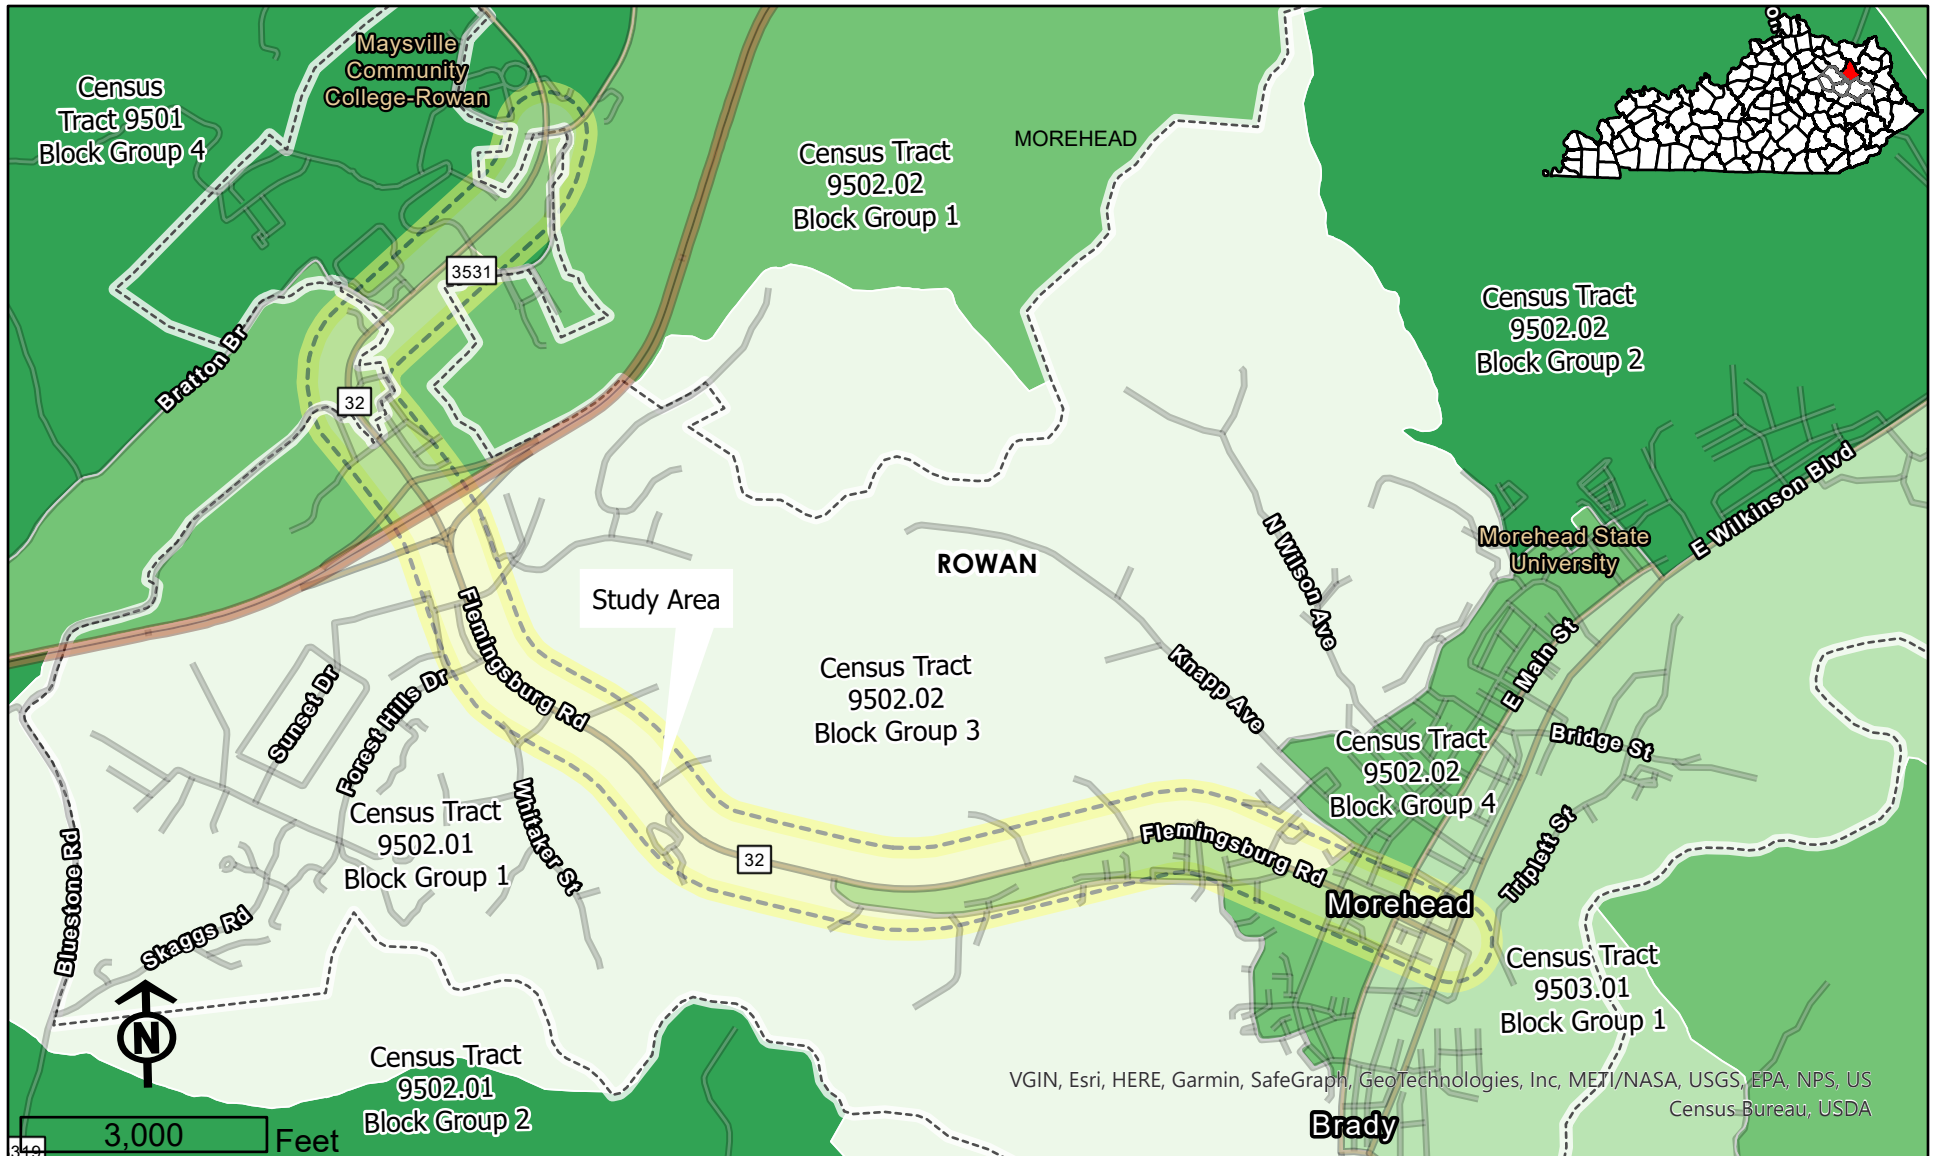 Maysville
Community
College-Rowan
Census
Tract 9501
Block Group 4
Census Tract
9502.02
Block Group 1
MOREHEAD
3531
Census Tract
9502.02
Block Group 2
Bratton Br
32
E Wilkinson Blvd
Morehead State
University
N Wilson Ave
ROWAN
Study Area
Flemingsburg Rd
E Main St
Knapp Ave
Census Tract
9502.02
Block Group 3
Sunset Dr
Forest Hills Dr
Bridge St
Census Tract
9502.02
Block Group 4
Census Tract
9502.01
Block Group 1
Whitaker St
Triplett St
Flemingsburg Rd
32
Bluestone Rd
Skaggs Rd
Morehead
Census Tract
9503.01
Block Group 1
N
Census Tract
9502.01
Block Group 2
VGIN, Esri, HERE, Garmin, SafeGraph, GeoTechnologies, Inc, METI/NASA, USGS, EPA, NPS, US
Census Bureau, USDA
Brady
3,000
Feet
319